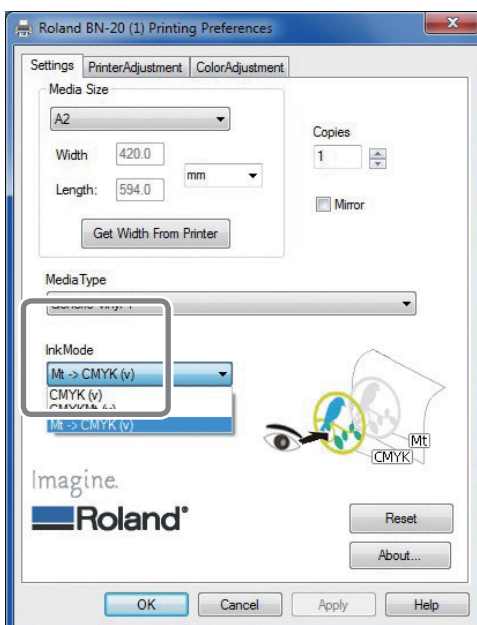 Roland BN-20 (1) Printing Preferences
Settings PrinterAdjustment ColorAdjustment
Media Size
A2
Copies
Width 420.0
1
mm
Length: 594.0
Mirror
Get Width From Printer
MediaType
InkMode
Mt -> CMYK (v)
CMYK (v)
CMYKMt (v)
Mt -> CMYK (v)
Mt
CMYK
Imagine.
Roland
Reset
About...
OK Cancel Apply Help